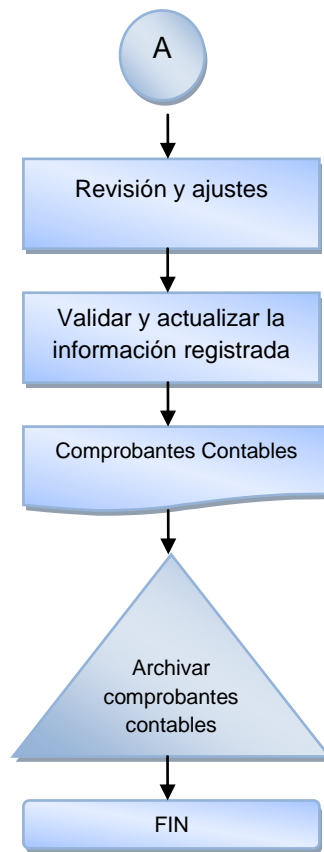 A
Revisión y ajustes
Validar y actualizar la
información registrada
Comprobantes Contables
Archivar
comprobantes
contables
FIN